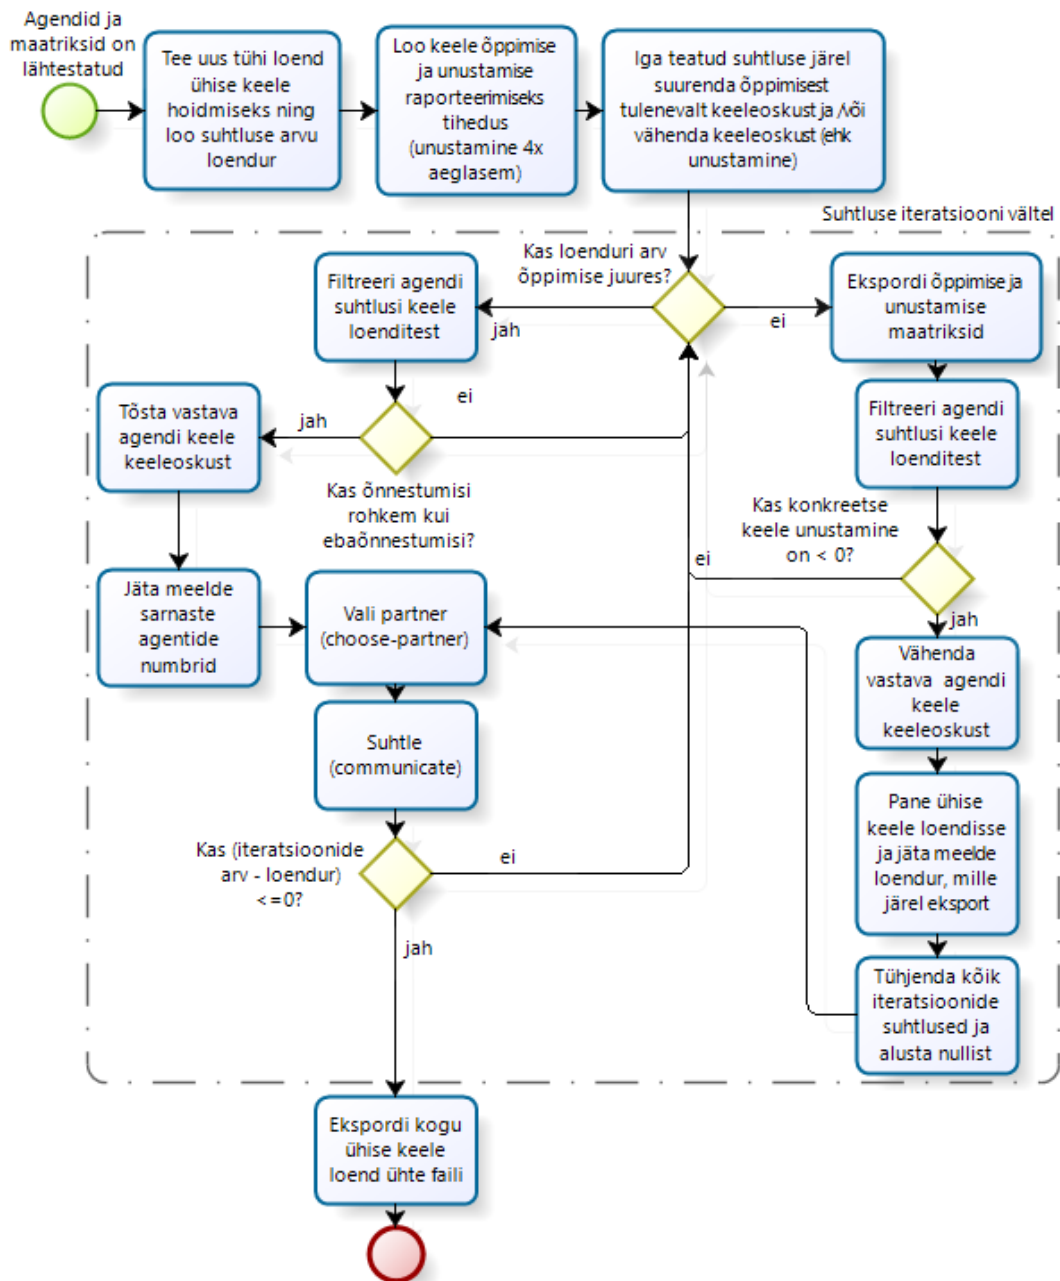 Agendid ja
maatriksid on
lähtestatud
Tee uus tühi loend
ühise keele
hoidmiseks ning
loo suhtluse arvu
loendur
Loo keele õppimise
ja unustamise
raporteerimiseks
tihedus
(unustamine 4x
aeglasem)
Iga teatud suhtluse järel
suurenda õppimisest
tulenevalt keeleoskust ja /või
vähenda keeleoskust (ehk
unustamine)
Suhtluse iteratsiooni vältel
Kas loenduri arv
õppimise juures?
jah
ei
Filtreeri agendi
suhtlusi keele
loenditest
Ekspordi õppimise ja
unustamise
maatriksid
ei
jah
Tõsta vastava
agendi keele
keeleoskust
Kas õnnestumisi
rohkem kui
ebaõnnestumisi?
Filtreeri agendi
suhtlusi keele
loenditest
Kas konkreetse
keele unustamine
on < 0?
ei
jah
Jäta meelde
sarnaste
agentide
numbrid
Vali partner
(choose-partner)
Vähenda
vastava agendi
keele
keeleoskust
Suhtle
(communicate)
Pane ühise
keele loendisse
ja jäta meelde
loendur, mille
järel eksport
Kas (iteratsioonide
arv - loendur)
<=0?
ei
jah
Tühjenda kõik
iteratsioonide
suhtlused ja
alusta nullist
Ekspordi kogu
ühise keele
loend ühte faili